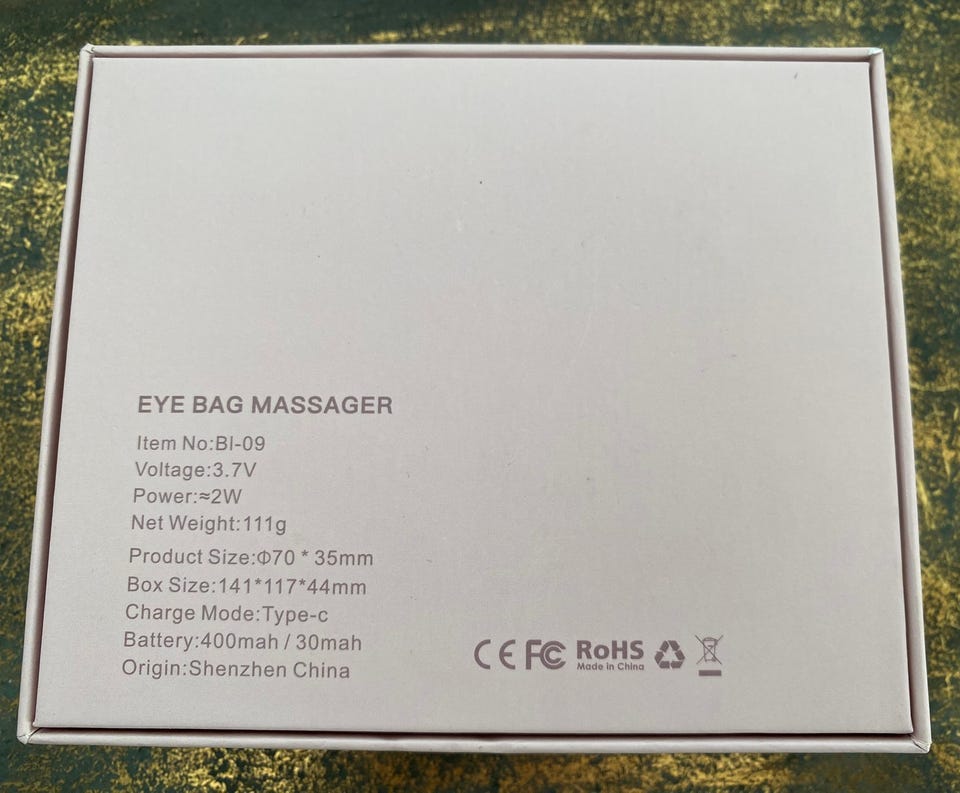 EYE BAG MASSAGER
Item No:BI-09
Voltage:3.7V
Power:≈2W
Net Weight:111g
Product Size:Φ70 * 35mm
Box Size:141*117*44mm
Charge Mode:Type-c
Battery:400mah / 30mah
Origin:Shenzhen China
CE FC RoHS
Made in China